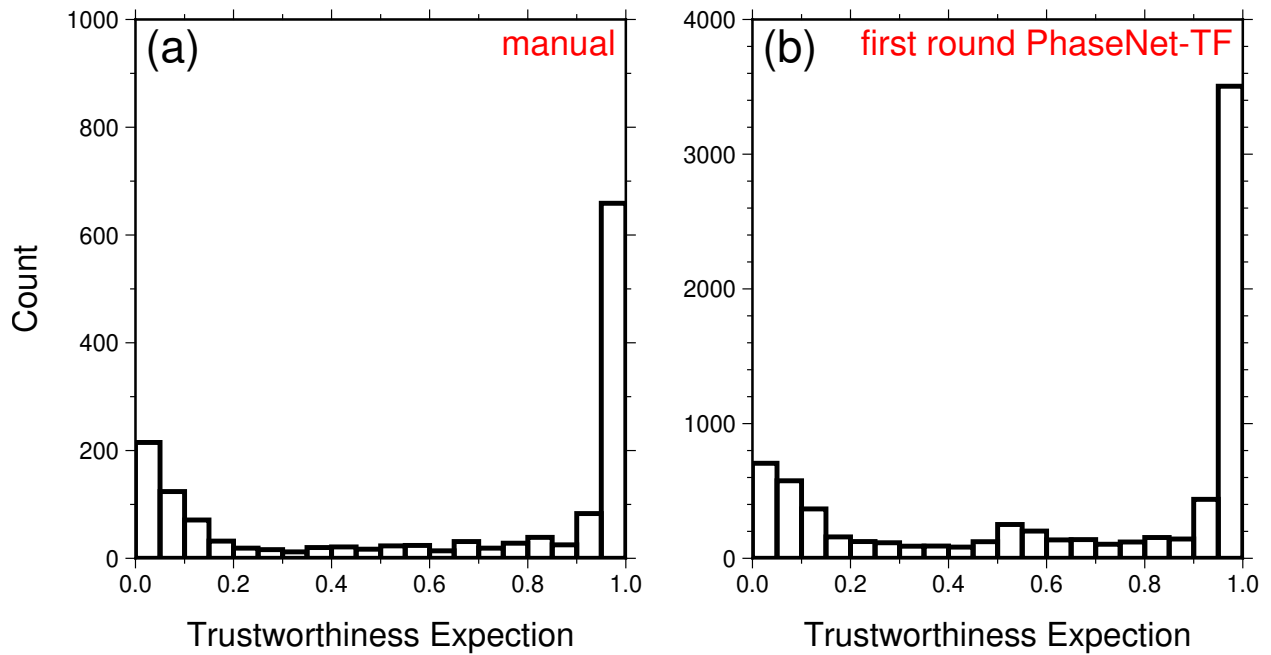 (a) manual
1000
800
600
400
200
0
0.0 0.2 0.4 0.6 0.8 1.0
Count
Trustworthiness Expection
(b) first round PhaseNet-TF
4000
3000
2000
1000
0
0.0 0.2 0.4 0.6 0.8 1.0
Trustworthiness Expection